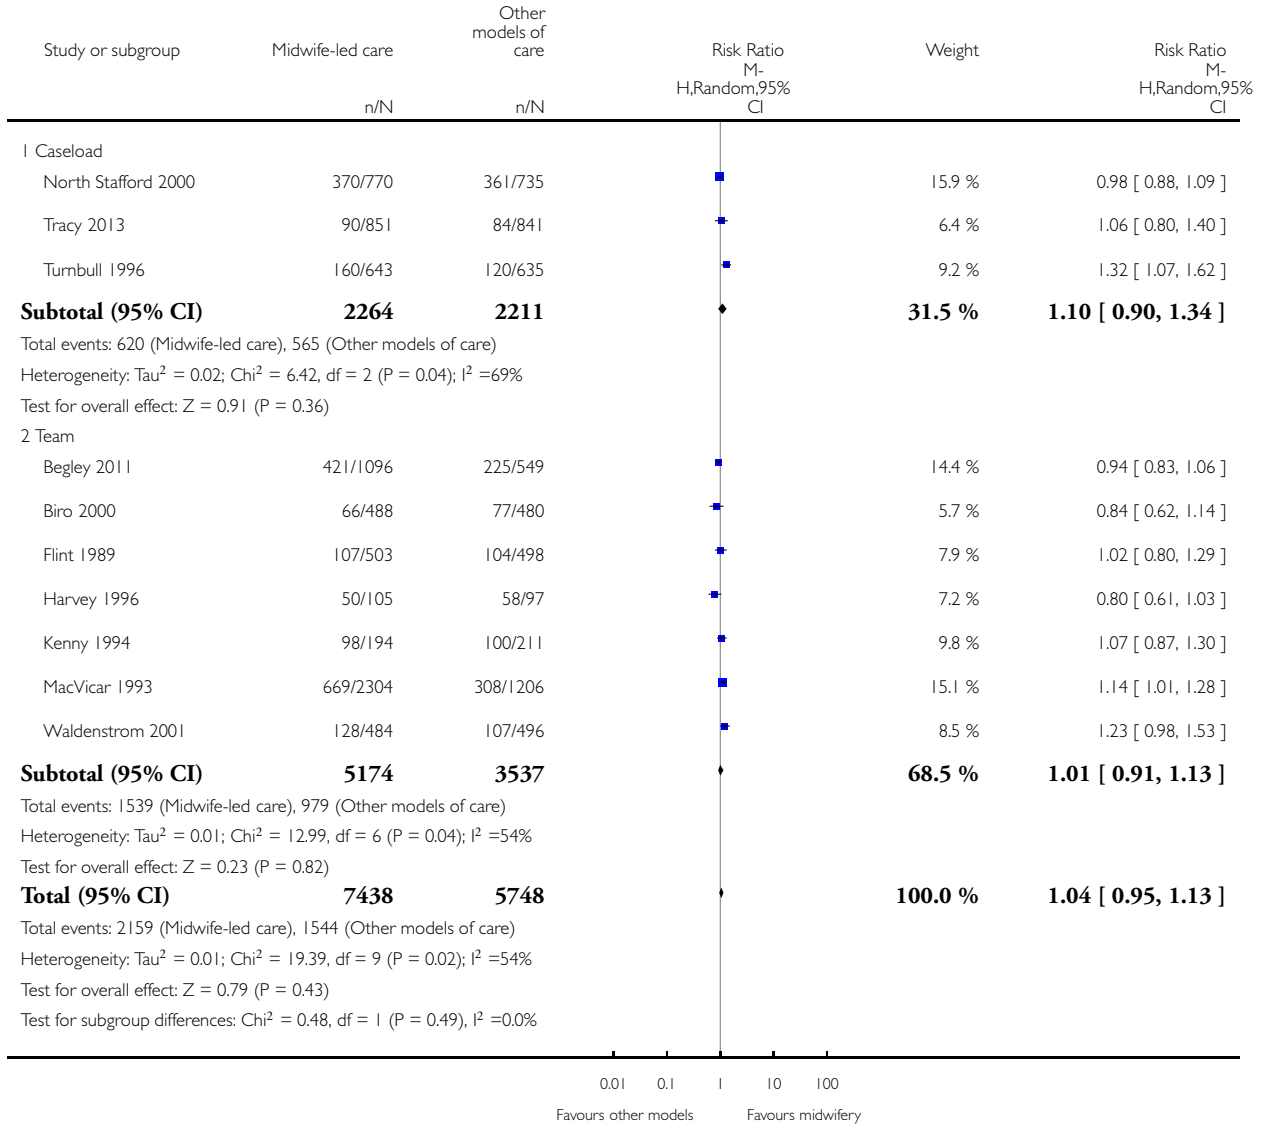 Study or subgroup Midwife-led care Other models of care Risk Ratio Weight Risk Ratio
M-H,Random,95% CI M-H,Random,95% CI
n/N n/N
1 Caseload
North Stafford 2000 370/770 361/735 15.9 % 0.98 [ 0.88, 1.09 ]
Tracy 2013 90/851 84/841 6.4 % 1.06 [ 0.80, 1.40 ]
Turnbull 1996 160/643 120/635 9.2 % 1.32 [ 1.07, 1.62 ]
Subtotal (95% CI) 2264 2211 31.5 % 1.10 [ 0.90, 1.34 ]
Total events: 620 (Midwife-led care), 565 (Other models of care)
Heterogeneity: Tau² = 0.02; Chi² = 6.42, df = 2 (P = 0.04); I² =69%
Test for overall effect: Z = 0.91 (P = 0.36)
2 Team
Begley 2011 421/1096 225/549 14.4 % 0.94 [ 0.83, 1.06 ]
Biro 2000 66/488 77/480 5.7 % 0.84 [ 0.62, 1.14 ]
Flint 1989 107/503 104/498 7.9 % 1.02 [ 0.80, 1.29 ]
Harvey 1996 50/105 58/97 7.2 % 0.80 [ 0.61, 1.03 ]
Kenny 1994 98/194 100/211 9.8 % 1.07 [ 0.87, 1.30 ]
MacVicar 1993 669/2304 308/1206 15.1 % 1.14 [ 1.01, 1.28 ]
Waldenstrom 2001 128/484 107/496 8.5 % 1.23 [ 0.98, 1.53 ]
Subtotal (95% CI) 5174 3537 68.5 % 1.01 [ 0.91, 1.13 ]
Total events: 1539 (Midwife-led care), 979 (Other models of care)
Heterogeneity: Tau² = 0.01; Chi² = 12.99, df = 6 (P = 0.04); I² =54%
Test for overall effect: Z = 0.23 (P = 0.82)
Total (95% CI) 7438 5748 100.0 % 1.04 [ 0.95, 1.13 ]
Total events: 2159 (Midwife-led care), 1544 (Other models of care)
Heterogeneity: Tau² = 0.01; Chi² = 19.39, df = 9 (P = 0.02); I² =54%
Test for overall effect: Z = 0.79 (P = 0.43)
Test for subgroup differences: Chi² = 0.48, df = 1 (P = 0.49), I² =0.0%
0.01 0.1 1 10 100
Favours other models Favours midwifery